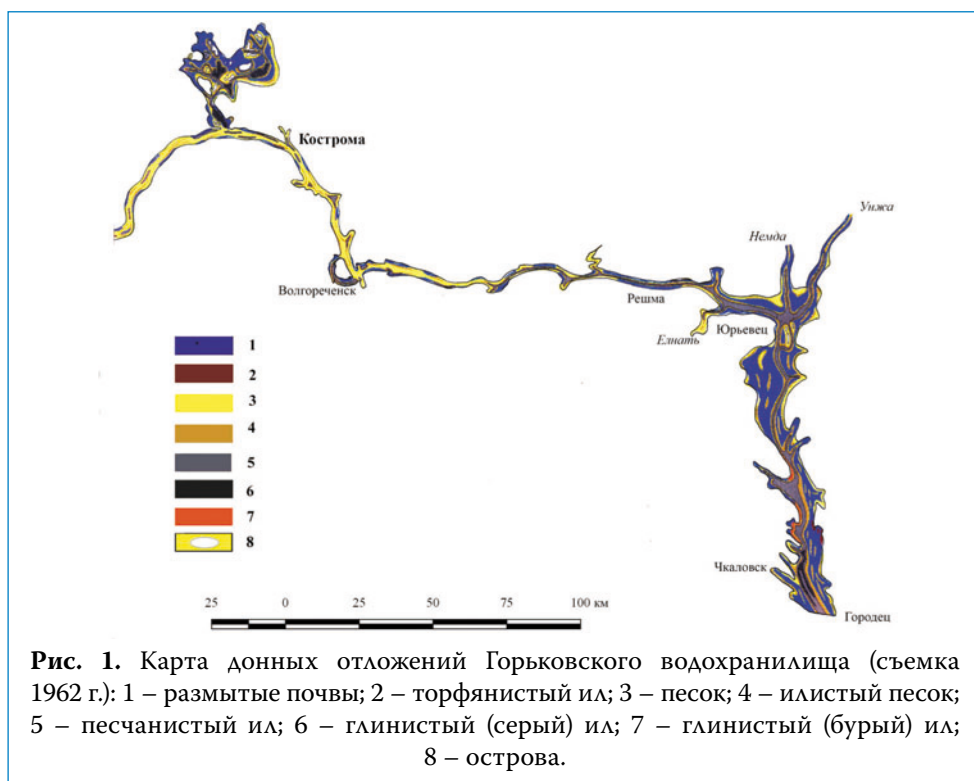 Кострома
Унжа
Немда
Волгореченск
Решма
Юрьевец
Елнать
1
2
3
4
5
6
7
8
Чкаловск
25 0 25 50 75 100 км
Городец
Рис. 1. Карта донных отложений Горьковского водохранилища (съемка
1962 г.): 1 – размытые почвы; 2 – торфянистый ил; 3 – песок; 4 – илистый песок;
5 – песчанистый ил; 6 – глинистый (серый) ил; 7 – глинистый (бурый) ил;
8 – острова.